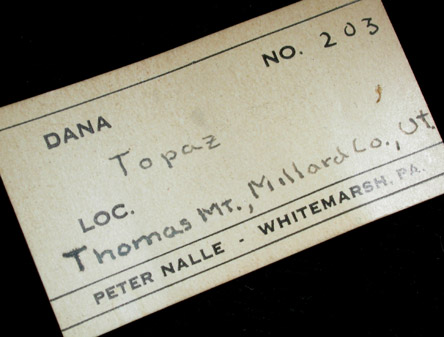 NO. 203
DANA
Topaz
LOC.
Thomas Mt., Millard Co., Ut.
PETER NALLE - WHITEMARSH, PA.